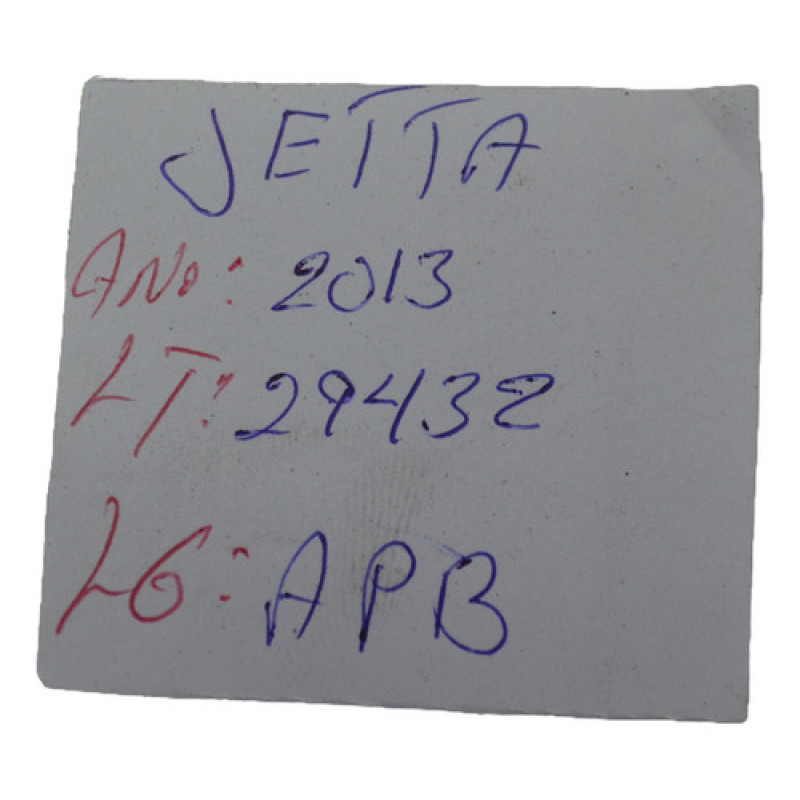 JETTA
ANO: 2013
LT: 29432
LG: APB